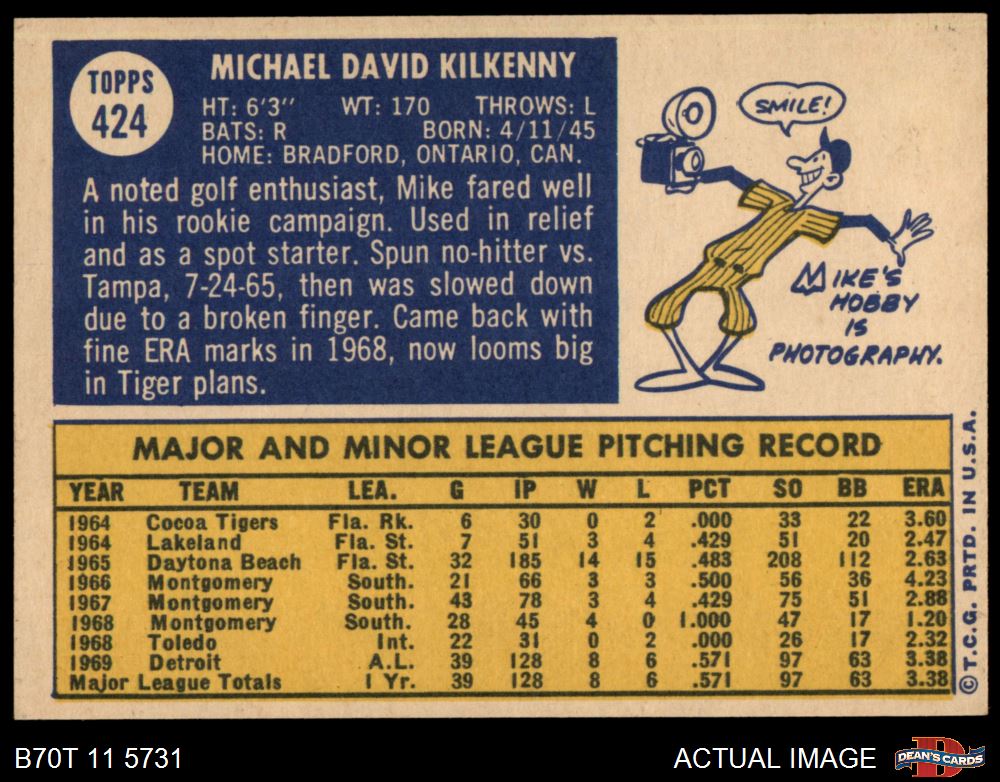 TOPPS
424
MICHAEL DAVID KILKENNY
HT: 6'3" WT: 170 THROWS: L
BATS: R BORN: 4/11/45
HOME: BRADFORD, ONTARIO, CAN.
A noted golf enthusiast, Mike fared well
in his rookie campaign. Used in relief
and as a spot starter. Spun no-hitter vs.
Tampa, 7-24-65, then was slowed down
due to a broken finger. Came back with
fine ERA marks in 1968, now looms big
in Tiger plans.
SMILE!
MIKE'S
HOBBY
IS
PHOTOGRAPHY.
MAJOR AND MINOR LEAGUE PITCHING RECORD
YEAR TEAM LEA. G IP W L PCT SO BB ERA
1964 Cocoa Tigers Fla. Rk. 6 30 0 2 .000 33 22 3.60
1964 Lakeland Fla. St. 7 51 3 4 .429 51 20 2.47
1965 Daytona Beach Fla. St. 32 185 14 15 .483 208 112 2.63
1966 Montgomery South. 21 66 3 3 .500 56 36 4.23
1967 Montgomery South. 43 78 3 4 .429 75 51 2.88
1968 Montgomery South. 28 45 4 0 1.000 47 17 1.20
1968 Toledo Int. 22 31 0 2 .000 26 17 2.32
1969 Detroit A.L. 39 128 8 6 .571 97 63 3.38
Major League Totals 1 Yr. 39 128 8 6 .571 97 63 3.38
© T.C.G. PRTD. IN U.S.A.
B70T 11 5731
ACTUAL IMAGE
D
DEAN'S CARDS